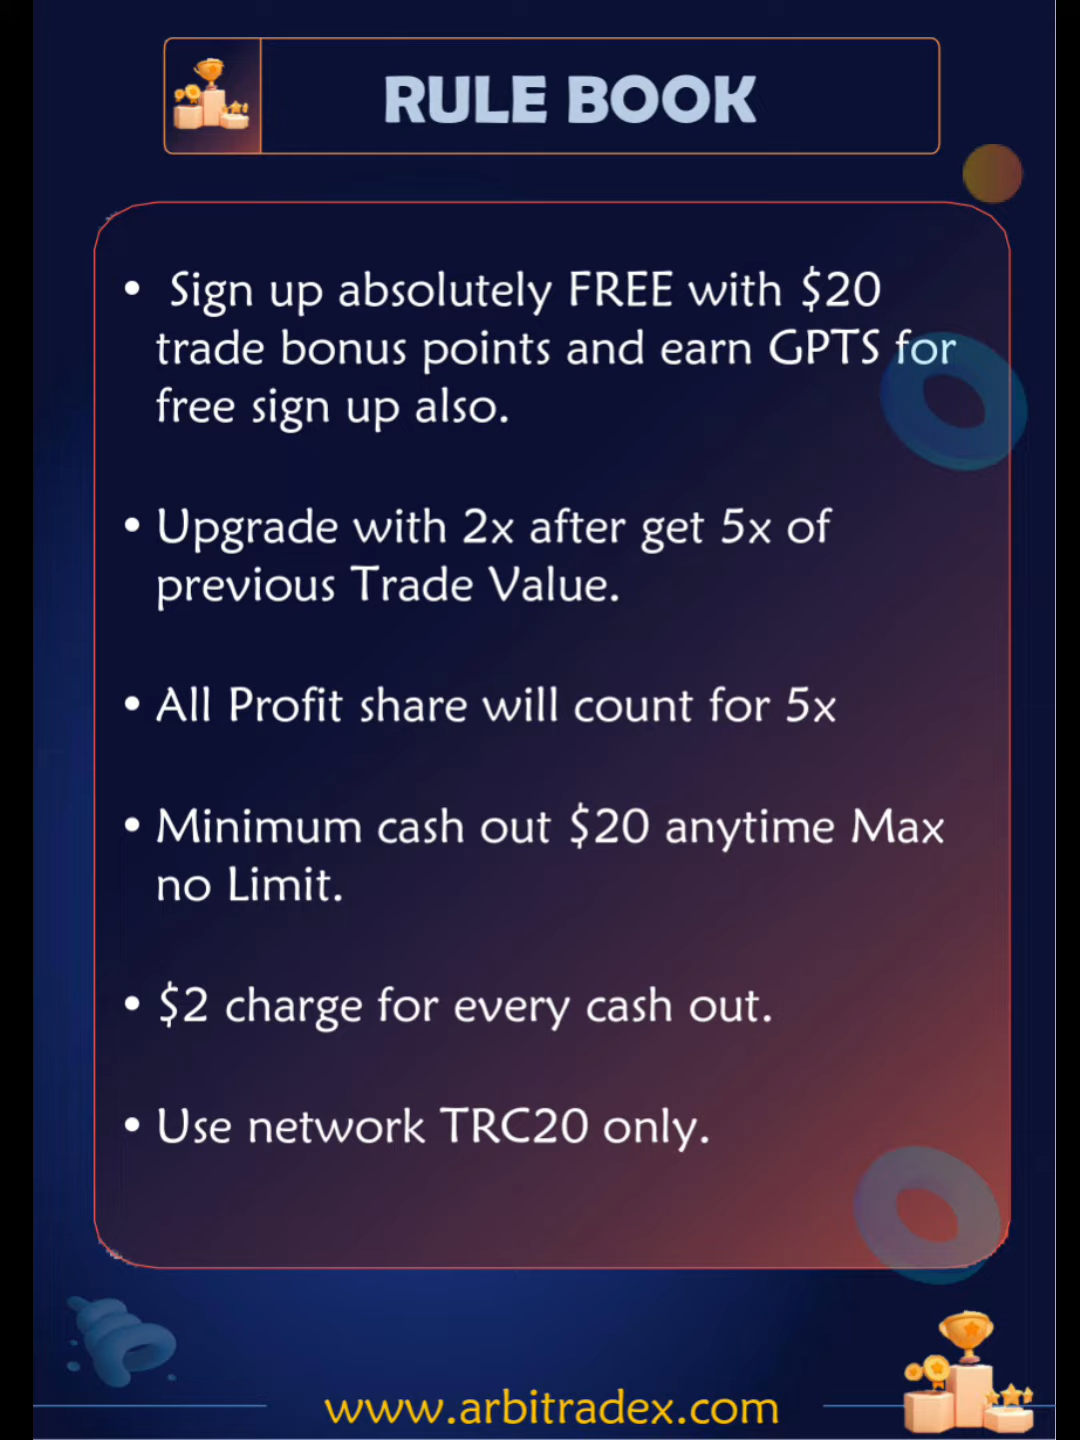 RULE BOOK
• Sign up absolutely FREE with $20
trade bonus points and earn GPTS for
free sign up also.
• Upgrade with 2x after get 5x of
previous Trade Value.
• All Profit share will count for 5x
• Minimum cash out $20 anytime Max
no Limit.
• $2 charge for every cash out.
• Use network TRC20 only.
www.arbitradex.com